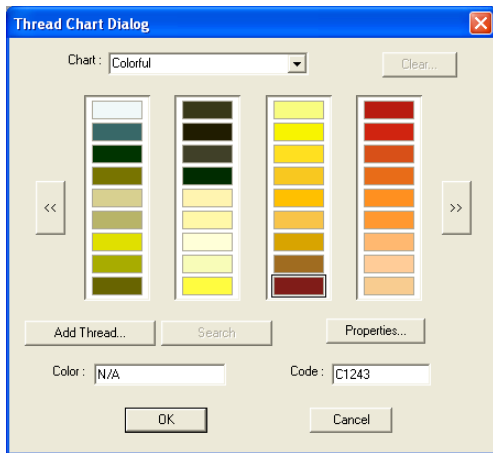 Thread Chart Dialog
Chart : Colorful Clear...
<< >>
Add Thread... Search Properties...
Color : N/A Code : C1243
OK Cancel